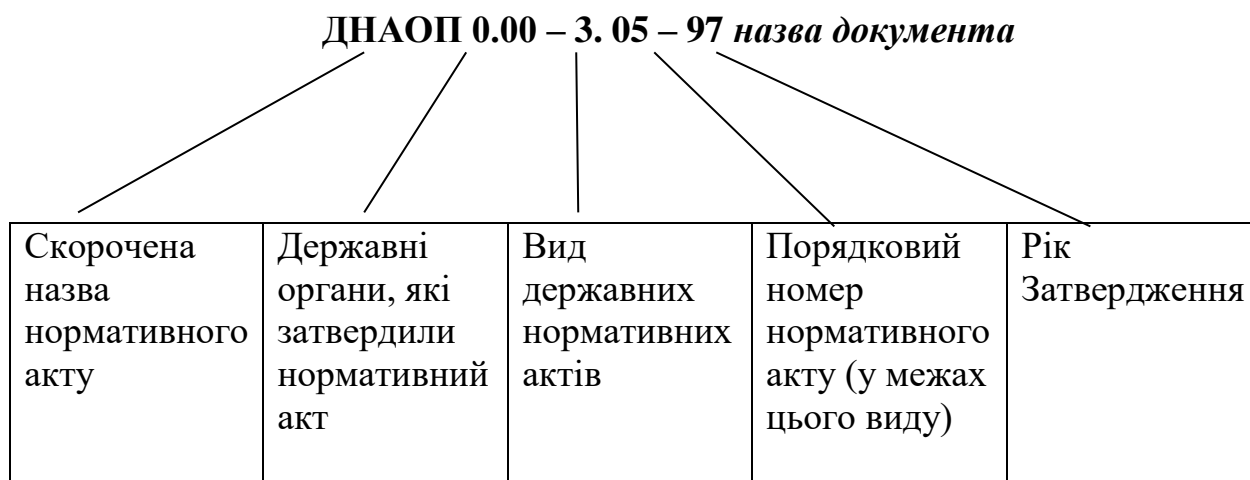 ДНАОП 0.00 – 3. 05 – 97 назва документа
Скорочена
назва
нормативного
акту
Державні
органи, які
затвердили
нормативний
акт
Вид
державних
нормативних
актів
Порядковий
номер
нормативного
акту (у межах
цього виду)
Рік
Затвердження